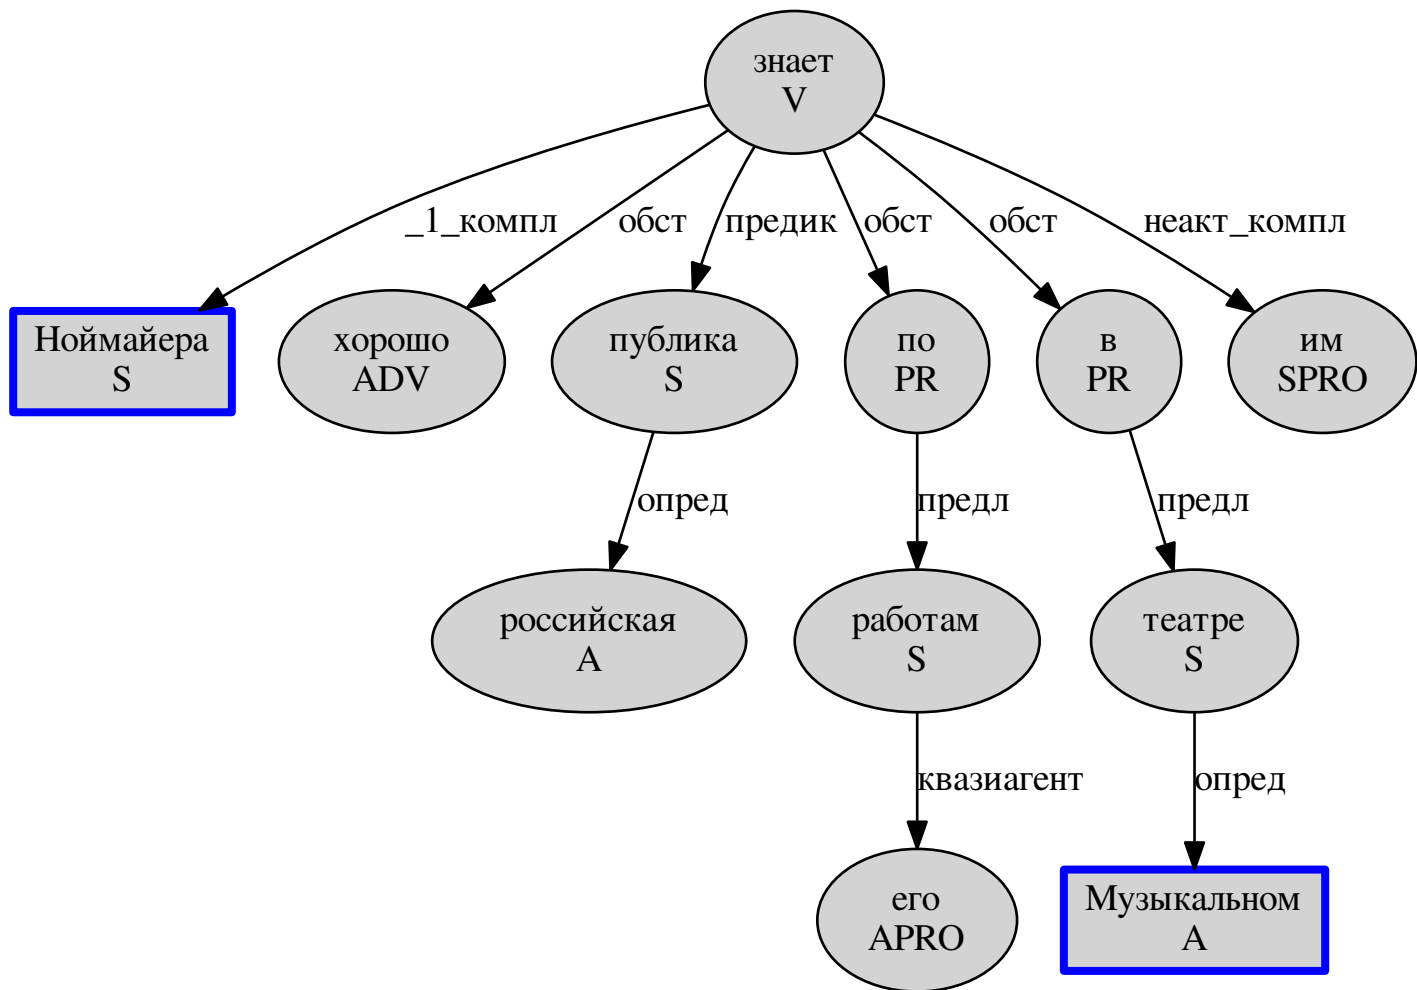 знает
V
_1_компл
обст
предик
обст
обст
неакт_компл
Ноймайера
S
хорошо
ADV
публика
S
по
PR
в
PR
им
SPRO
опред
предл
предл
российская
A
работам
S
театре
S
квазиагент
опред
его
APRO
Музыкальном
A